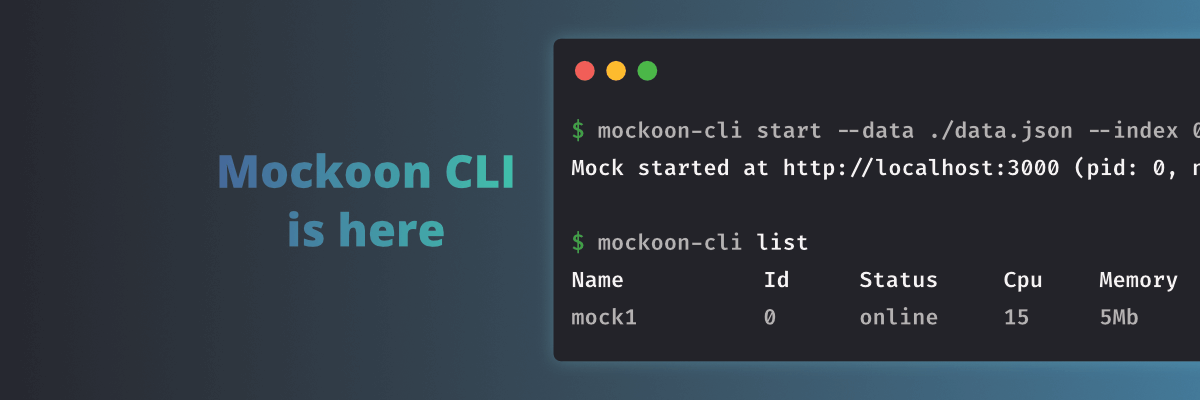 Mockoon CLI
is here
$ mockoon-cli start --data ./data.json --index 0
Mock started at http://localhost:3000 (pid: 0, n
$ mockoon-cli list
Name Id Status Cpu Memory
mock1 0 online 15 5Mb